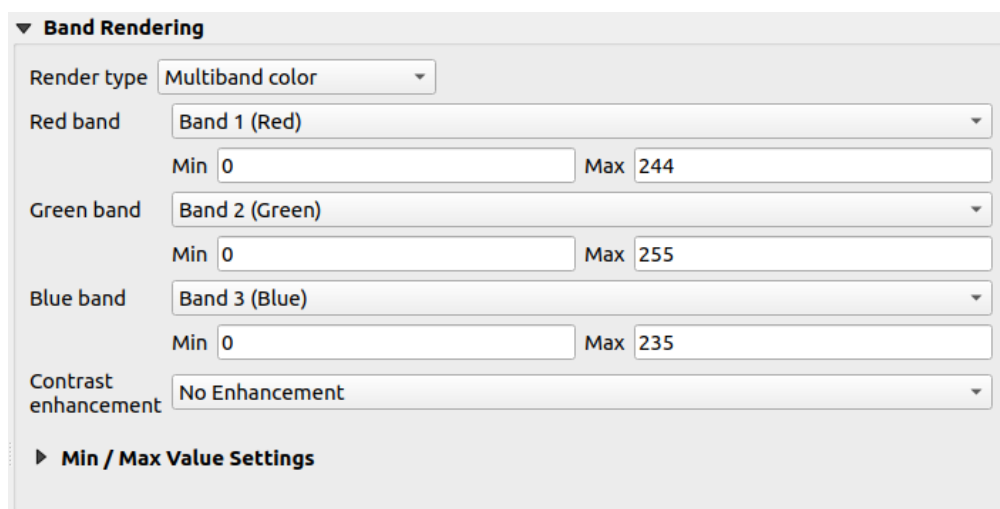 Band Rendering
Render type Multiband color
Red band Band 1 (Red)
Min 0 Max 244
Green band Band 2 (Green)
Min 0 Max 255
Blue band Band 3 (Blue)
Min 0 Max 235
Contrast
enhancement No Enhancement
Min / Max Value Settings